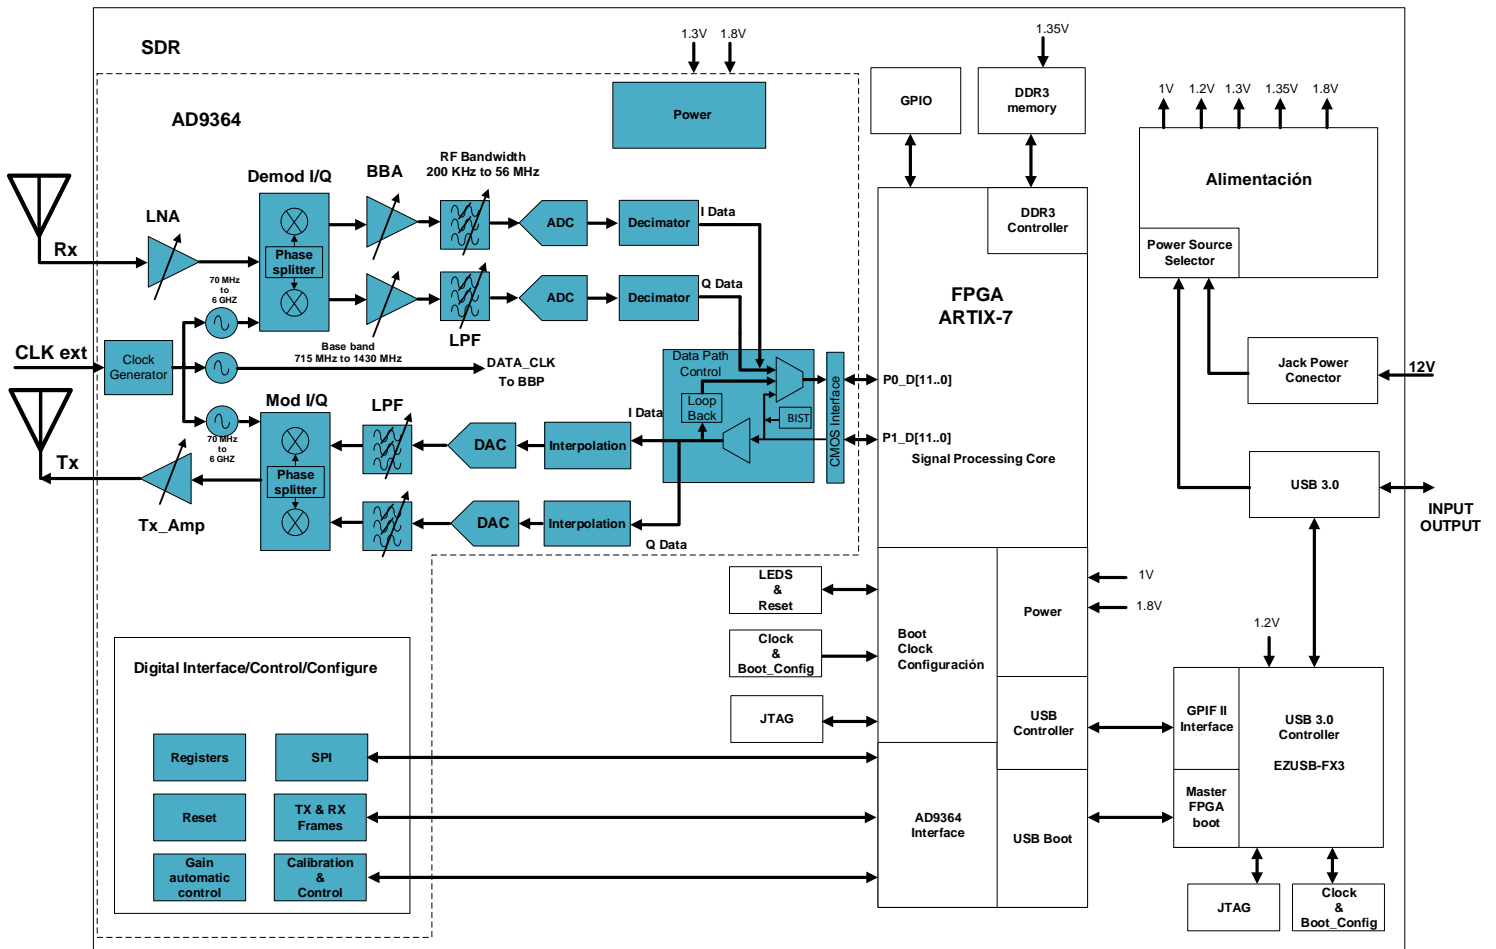 SDR
1.3V
1.8V
1.35V
AD9364
Power
GPIO
DDR3
memory
1V
1.2V
1.3V
1.35V
1.8V
Alimentación
Power Source
Selector
Demod I/Q
BBA
RF Bandwidth
200 KHz to 56 MHz
LNA
Rx
Phase
splitter
ADC
Decimator
I Data
ADC
Decimator
Q Data
LPF
70 MHz
to
6 GHZ
DDR3
Controller
FPGA
ARTIX-7
CLK ext
Clock
Generator
Base band
715 MHz to 1430 MHz
DATA_CLK
To BBP
Data Path
Control
Loop
Back
BIST
CMOS Interface
P0_D[11..0]
P1_D[11..0]
Signal Processing Core
Jack Power
Conector
12V
USB 3.0
INPUT
OUTPUT
Mod I/Q
LPF
I Data
70 MHz
to
6 GHZ
Tx
Tx_Amp
Phase
splitter
DAC
Interpolation
DAC
Interpolation
Q Data
LEDS
&
Reset
Clock
&
Boot_Config
JTAG
Boot
Clock
Configuración
Power
1V
1.8V
USB
Controller
AD9364
Interface
USB Boot
1.2V
GPIF II
Interface
Master
FPGA
boot
USB 3.0
Controller
EZUSB-FX3
JTAG
Clock
&
Boot_Config
Digital Interface/Control/Configure
Registers
SPI
Reset
TX & RX
Frames
Gain
automatic
control
Calibration
&
Control